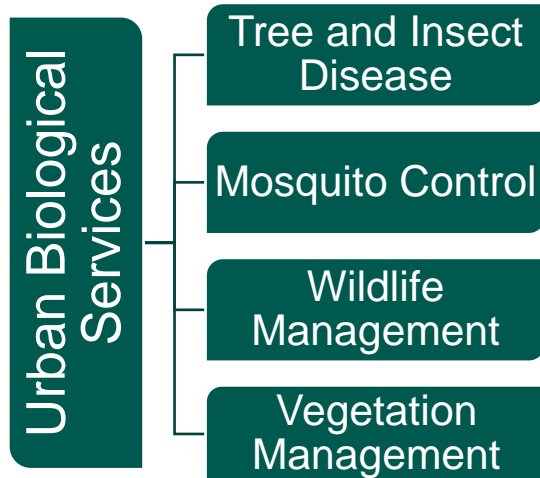 Urban Biological
Services
Tree and Insect
Disease
Mosquito Control
Wildlife
Management
Vegetation
Management